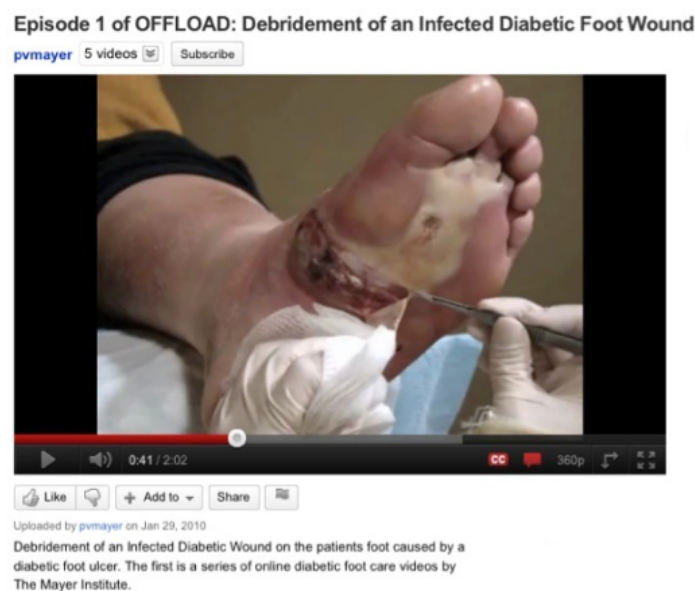 Episode 1 of OFFLOAD: Debridement of an Infected Diabetic Foot Wound
pvmayer 5 videos Subscribe
0:41 / 2:02 CC 360p
Like Add to Share
Uploaded by pvmayer on Jan 29, 2010
Debridement of an Infected Diabetic Wound on the patients foot caused by a
diabetic foot ulcer. The first is a series of online diabetic foot care videos by
The Mayer Institute.